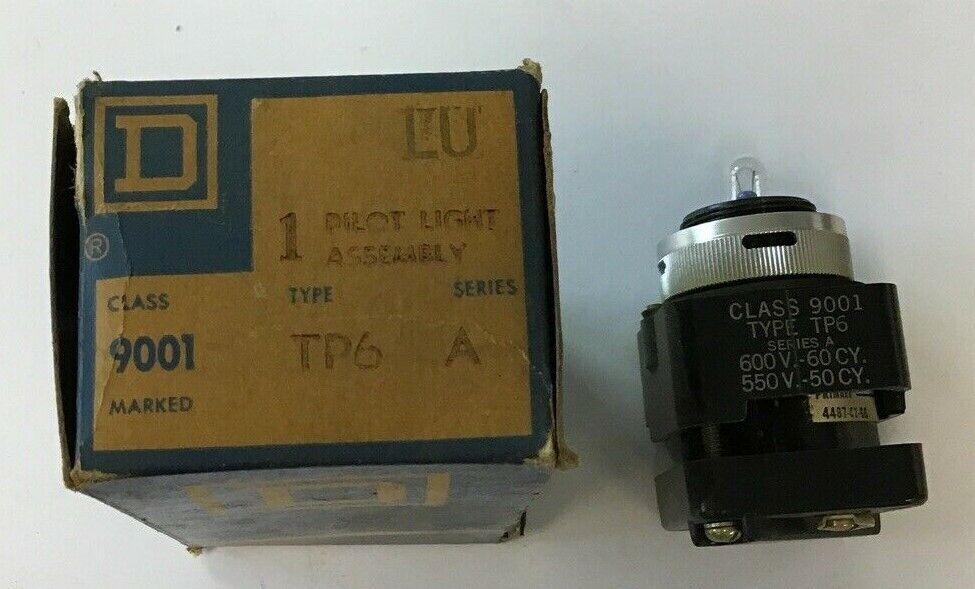 D
LU
1 PILOT LIGHT
ASSEMBLY
®
CLASS TYPE SERIES
9001 TP6 A
MARKED
CLASS 9001
TYPE TP6
SERIES A
600 V.-60 CY.
550 V.-50 CY.